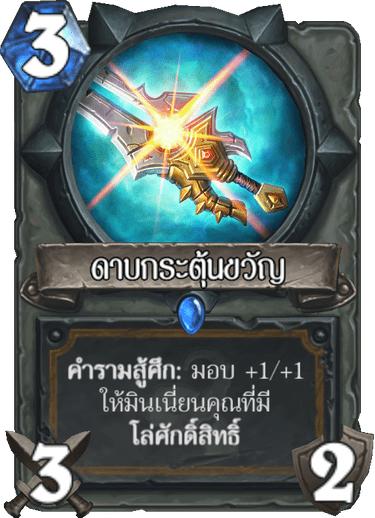 3
ดาบกระตุ้นขวัญ
คำรามสู้ศึก: มอบ +1/+1
ให้มินเนี่ยนคุณที่มี
โล่ศักดิ์สิทธิ์
3
2